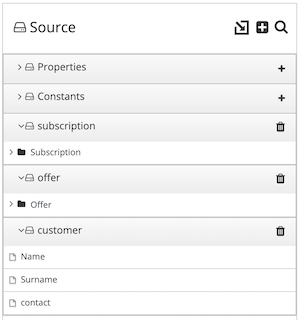 Source
Properties
Constants
subscription
Subscription
offer
Offer
customer
Name
Surname
contact